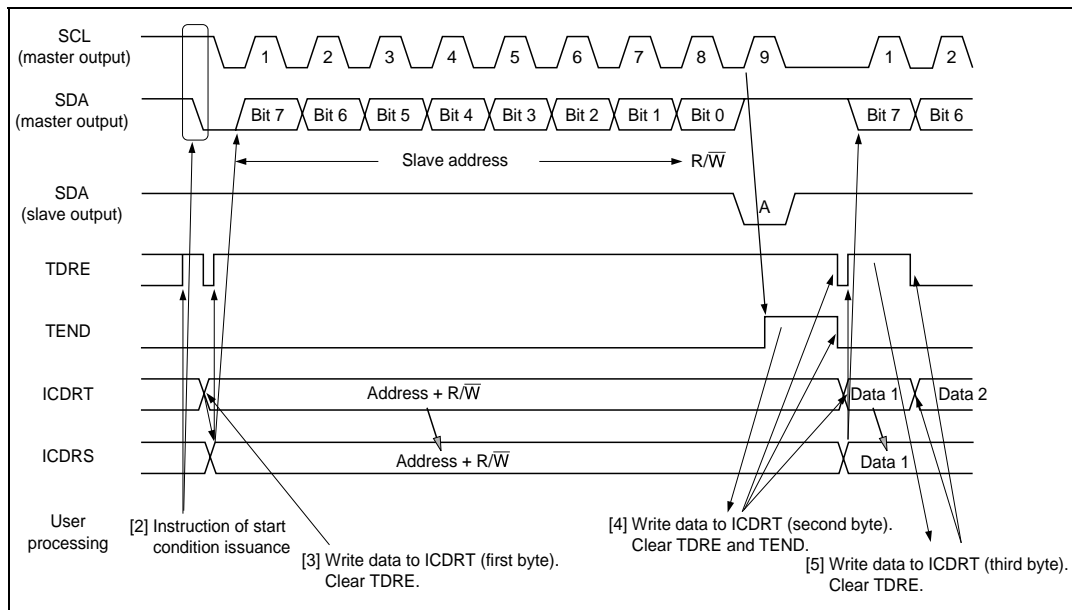 SCL
(master output)
1 2 3 4 5 6 7 8 9 1 2
SDA
(master output)
Bit 7 Bit 6 Bit 5 Bit 4 Bit 3 Bit 2 Bit 1 Bit 0 Bit 7 Bit 6
Slave address R/W̅
SDA
(slave output)
A
TDRE
TEND
ICDRT
Address + R/W̅ Data 1 Data 2
ICDRS
Address + R/W̅ Data 1
User
processing
[2] Instruction of start
condition issuance
[3] Write data to ICDRT (first byte).
Clear TDRE.
[4] Write data to ICDRT (second byte).
Clear TDRE and TEND.
[5] Write data to ICDRT (third byte).
Clear TDRE.